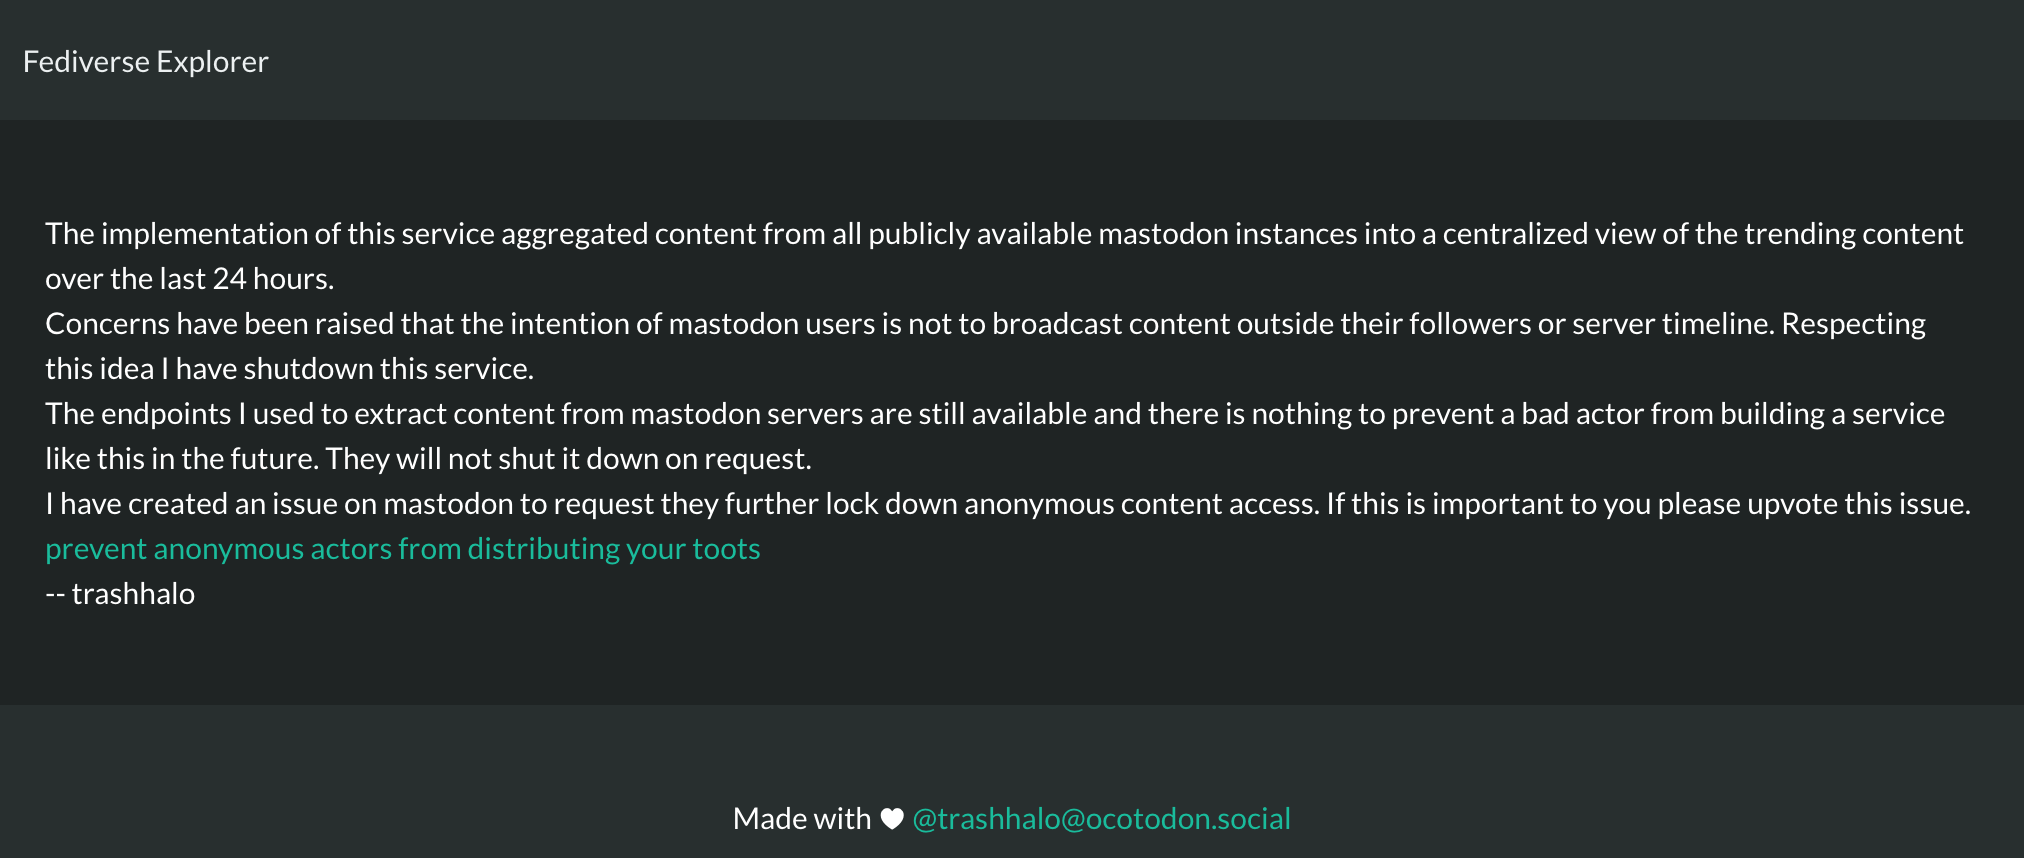 Fediverse Explorer
The implementation of this service aggregated content from all publicly available mastodon instances into a centralized view of the trending content
over the last 24 hours.
Concerns have been raised that the intention of mastodon users is not to broadcast content outside their followers or server timeline. Respecting
this idea I have shutdown this service.
The endpoints I used to extract content from mastodon servers are still available and there is nothing to prevent a bad actor from building a service
like this in the future. They will not shut it down on request.
I have created an issue on mastodon to request they further lock down anonymous content access. If this is important to you please upvote this issue.
prevent anonymous actors from distributing your toots
-- trashhalo
Made with ♥ @trashhalo@ocotodon.social